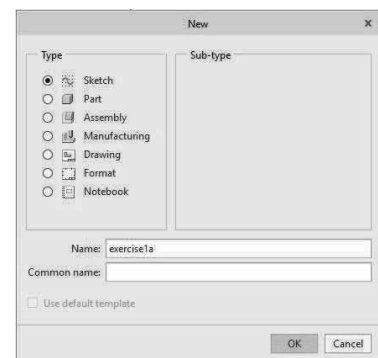 New
Type
Sub-type
Sketch
Part
Assembly
Manufacturing
Drawing
Format
Notebook
Name: exercise1a
Common name:
Use default template
OK Cancel